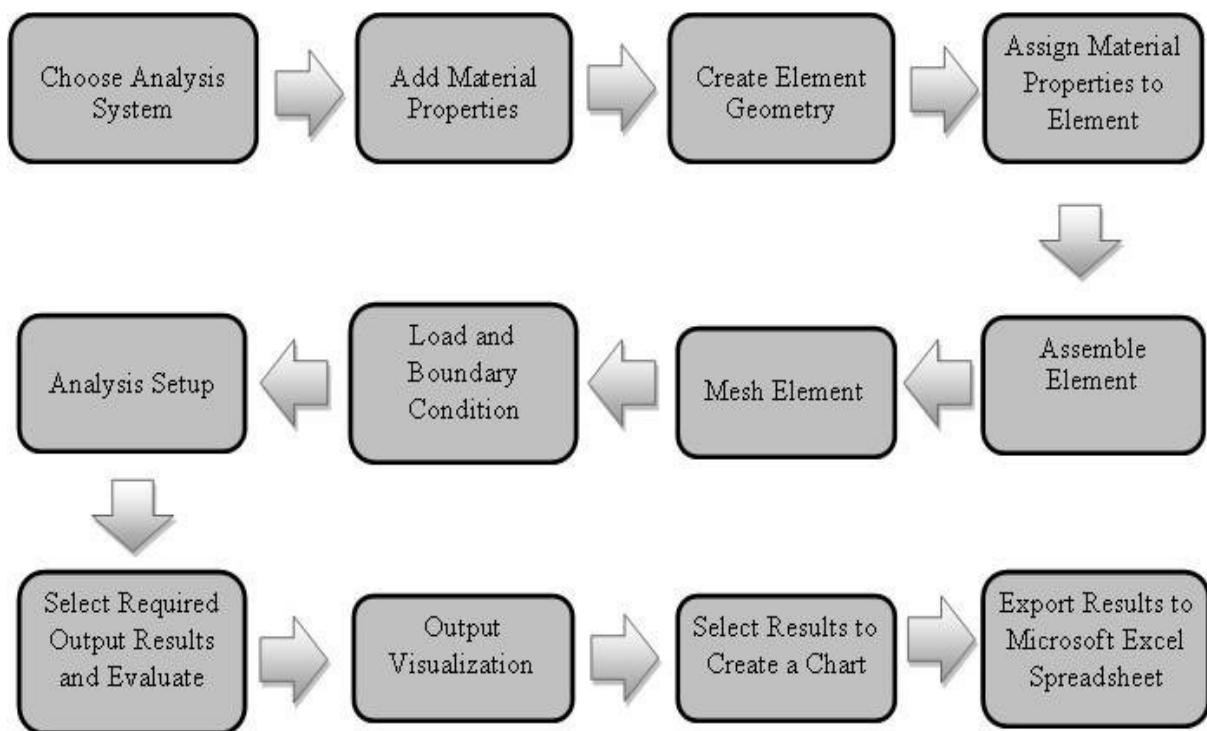 Choose Analysis
System
Add Material
Properties
Create Element
Geometry
Assign Material
Properties to
Element
Assemble
Element
Mesh Element
Load and
Boundary
Condition
Analysis Setup
Select Required
Output Results
and Evaluate
Output
Visualization
Select Results to
Create a Chart
Export Results to
Microsoft Excel
Spreadsheet